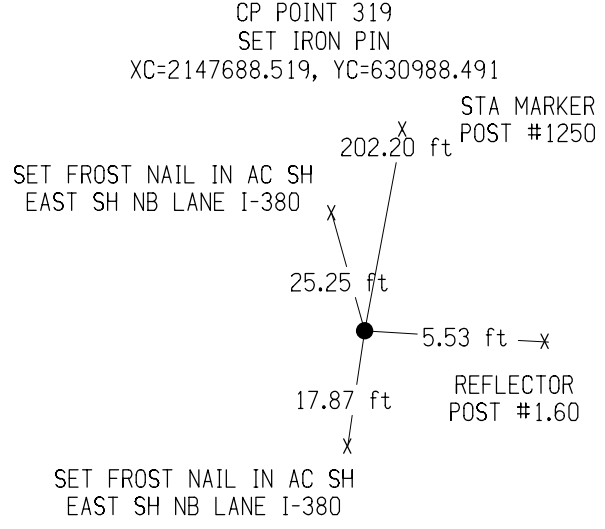 CP POINT 319
SET IRON PIN
XC=2147688.519, YC=630988.491
STA MARKER
POST #1250
202.20 ft
SET FROST NAIL IN AC SH
EAST SH NB LANE I-380
25.25 ft
5.53 ft
REFLECTOR
POST #1.60
17.87 ft
SET FROST NAIL IN AC SH
EAST SH NB LANE I-380